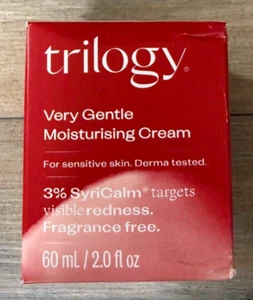 trilogy®
Very Gentle
Moisturising Cream
For sensitive skin. Derma tested.
3% SyriCalm® targets
visible redness.
Fragrance free.
60 mL / 2.0 fl oz